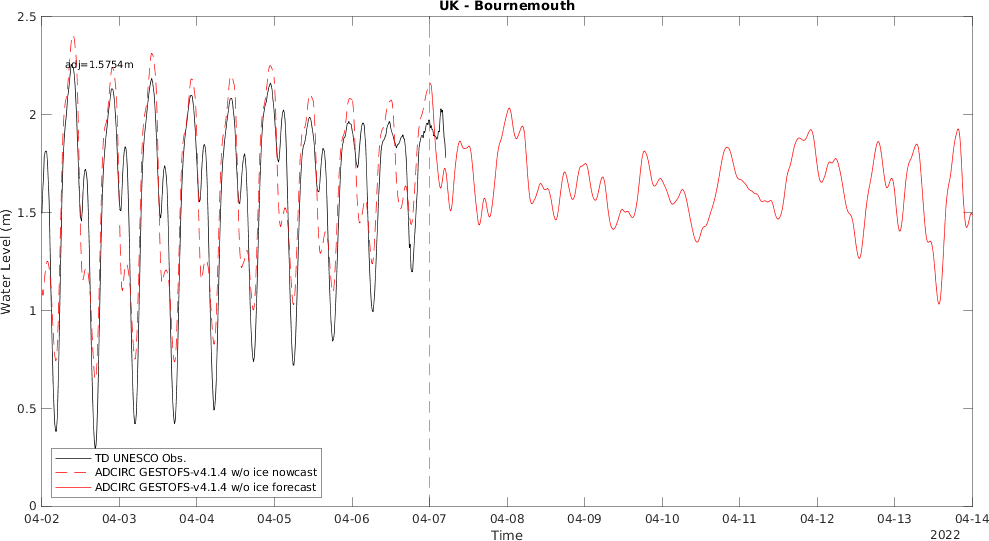 UK - Bournemouth
2.5
adj=1.5754m
2
1.5
Water Level (m)
1
0.5
TD UNESCO Obs.
ADCIRC GESTOFS-v4.1.4 w/o ice nowcast
ADCIRC GESTOFS-v4.1.4 w/o ice forecast
0
04-02 04-03 04-04 04-05 04-06 04-07 04-08 04-09 04-10 04-11 04-12 04-13 04-14
Time
2022